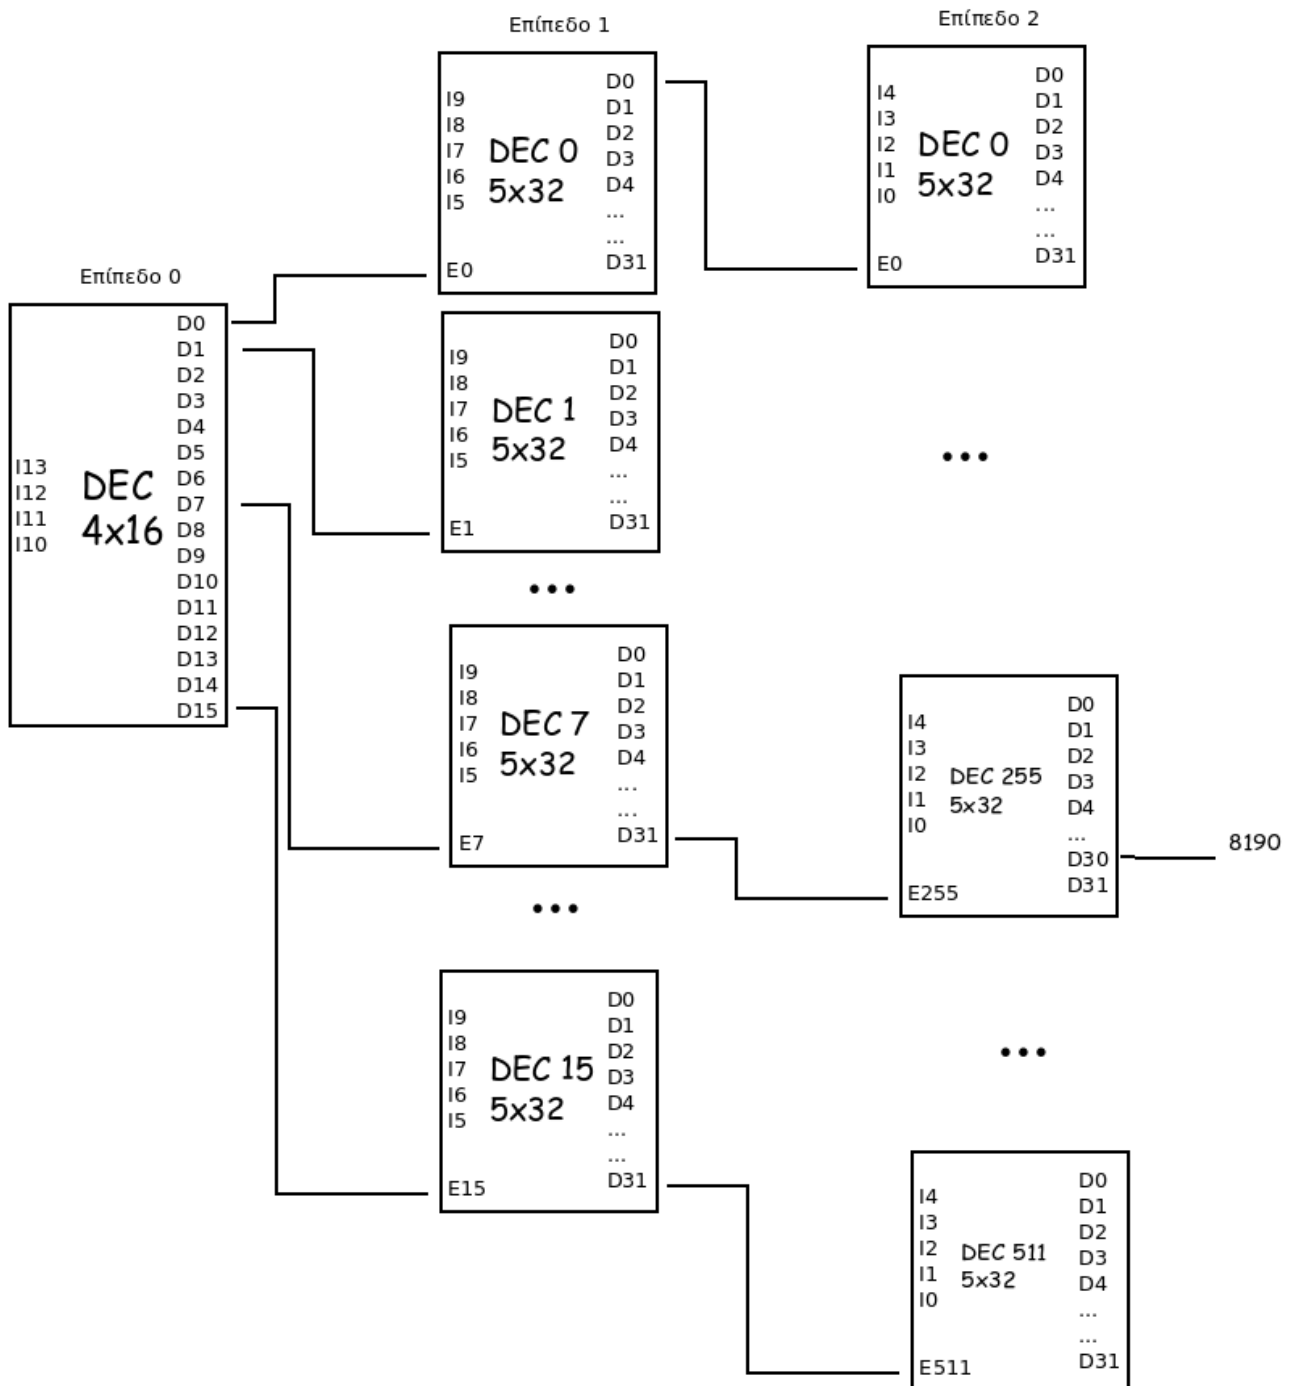 Επίπεδο 0
I13
I12
I11
I10
DEC
4x16
D0
D1
D2
D3
D4
D5
D6
D7
D8
D9
D10
D11
D12
D13
D14
D15
Επίπεδο 1
I9
I8
I7
I6
I5
E0
DEC 0
5x32
D0
D1
D2
D3
D4
...
...
D31
I9
I8
I7
I6
I5
E1
DEC 1
5x32
D0
D1
D2
D3
D4
...
...
D31
...
I9
I8
I7
I6
I5
E7
DEC 7
5x32
D0
D1
D2
D3
D4
...
...
D31
...
I9
I8
I7
I6
I5
E15
DEC 15
5x32
D0
D1
D2
D3
D4
...
...
D31
Επίπεδο 2
I4
I3
I2
I1
I0
E0
DEC 0
5x32
D0
D1
D2
D3
D4
...
...
D31
...
I4
I3
I2
I1
I0
E255
DEC 255
5x32
D0
D1
D2
D3
D4
...
D30
D31
8190
...
I4
I3
I2
I1
I0
E511
DEC 511
5x32
D0
D1
D2
D3
D4
...
...
D31